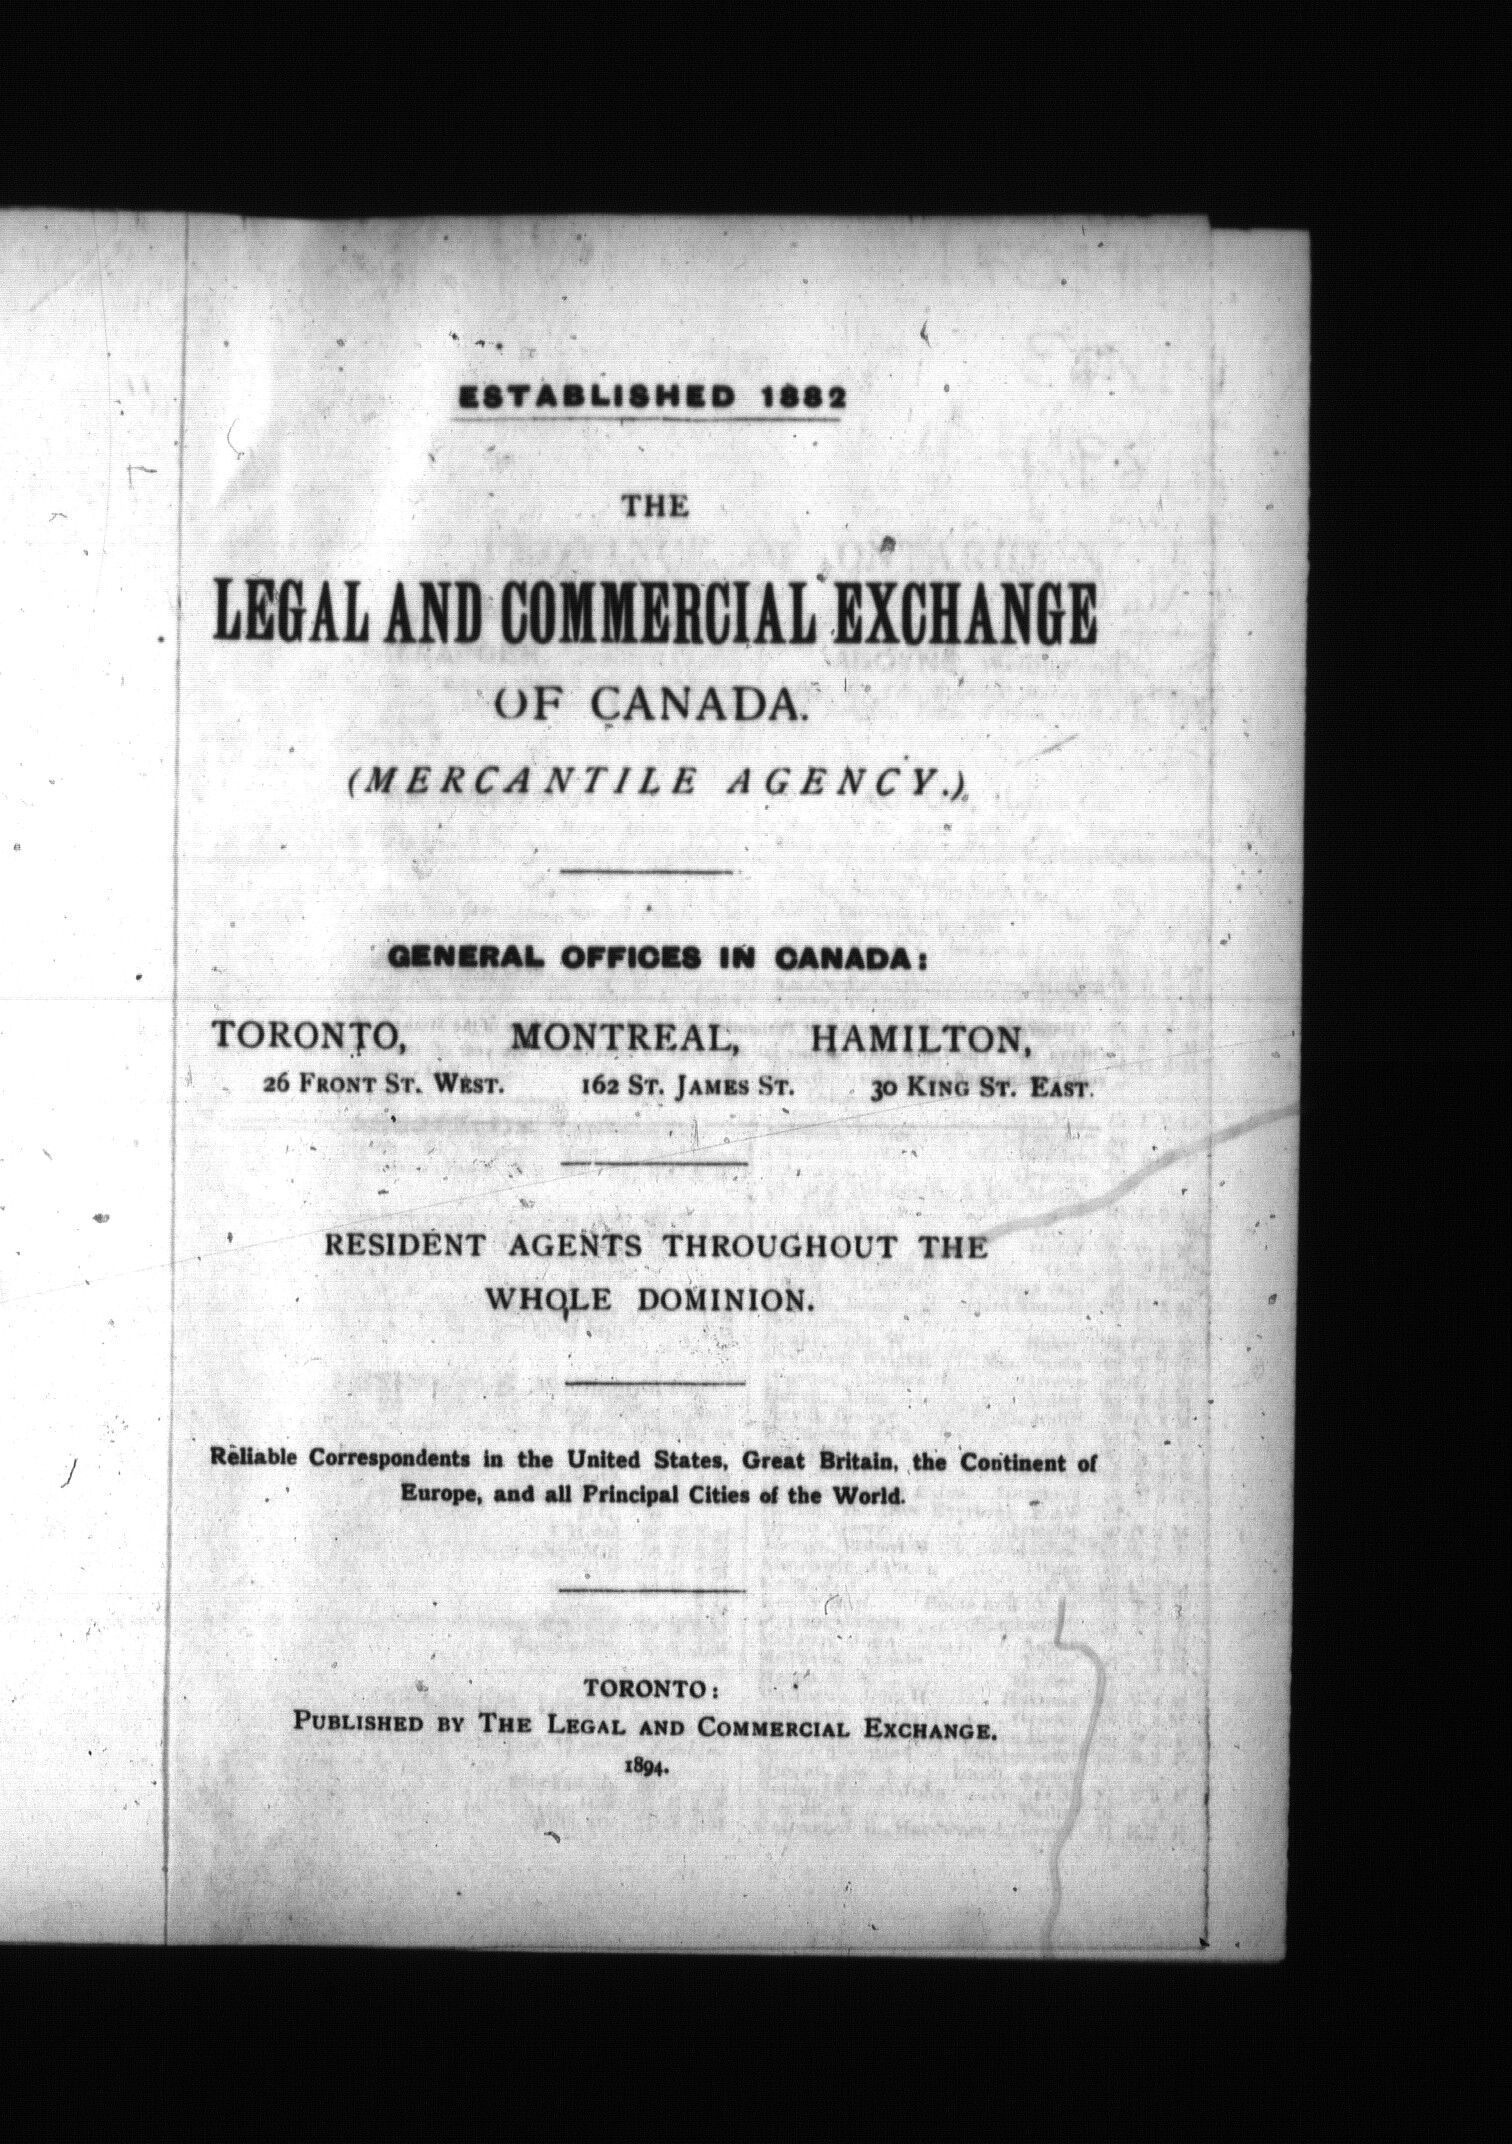 ESTABLISHED 1882
THE
LEGAL AND COMMERCIAL EXCHANGE
OF CANADA.
(MERCANTILE AGENCY.)
GENERAL OFFICES IN CANADA:
TORONTO, MONTREAL, HAMILTON,
26 FRONT ST. WEST. 162 ST. JAMES ST. 30 KING ST. EAST.
RESIDENT AGENTS THROUGHOUT THE
WHOLE DOMINION.
Reliable Correspondents in the United States, Great Britain, the Continent of
Europe, and all Principal Cities of the World.
TORONTO:
PUBLISHED BY THE LEGAL AND COMMERCIAL EXCHANGE.
1894.